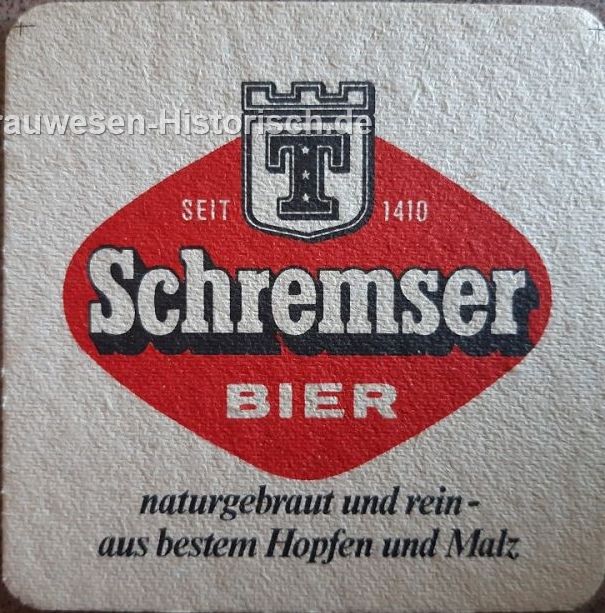 rauwesen-Historisch.de
T
SEIT 1410
Schremser
BIER
naturgebraut und rein -
aus bestem Hopfen und Malz